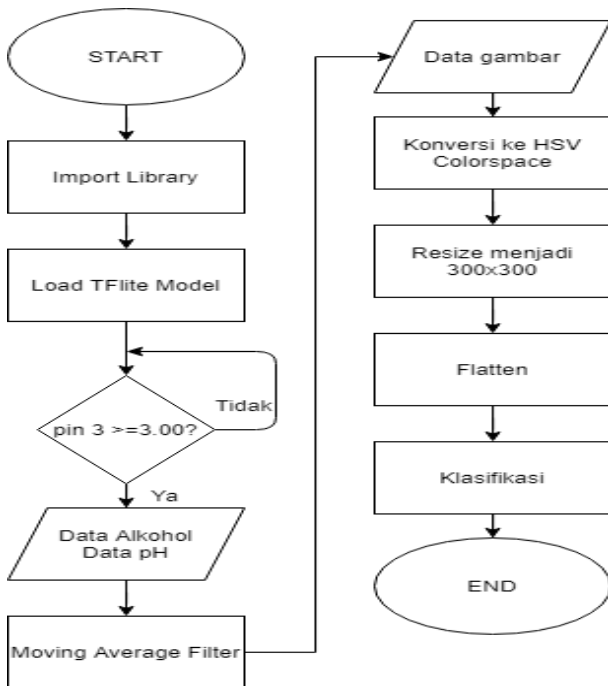 START
Import Library
Load TFlite Model
Tidak
pin 3 >=3.00?
Ya
Data Alkohol
Data pH
Moving Average Filter
Data gambar
Konversi ke HSV
Colorspace
Resize menjadi
300x300
Flatten
Klasifikasi
END